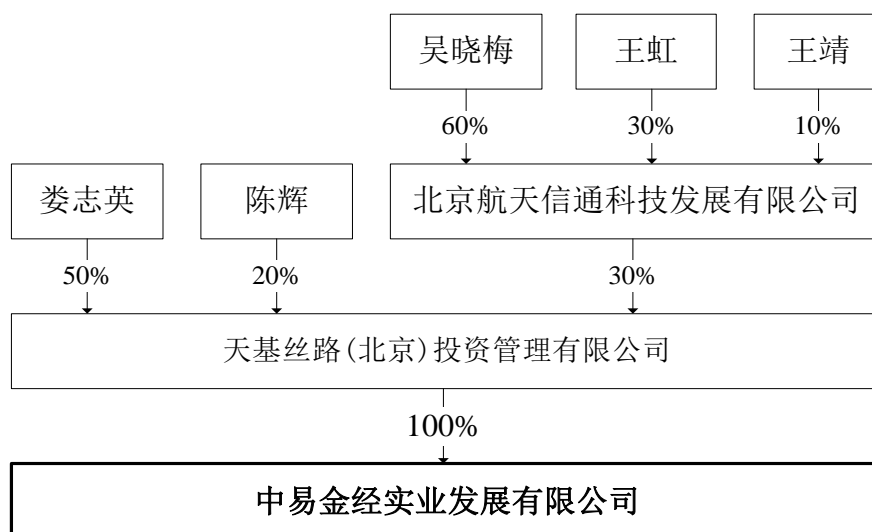 吴晓梅 王虹 王靖
60% 30% 10%
娄志英 陈辉 北京航天信通科技发展有限公司
50% 20% 30%
天基丝路(北京)投资管理有限公司
100%
中易金经实业发展有限公司